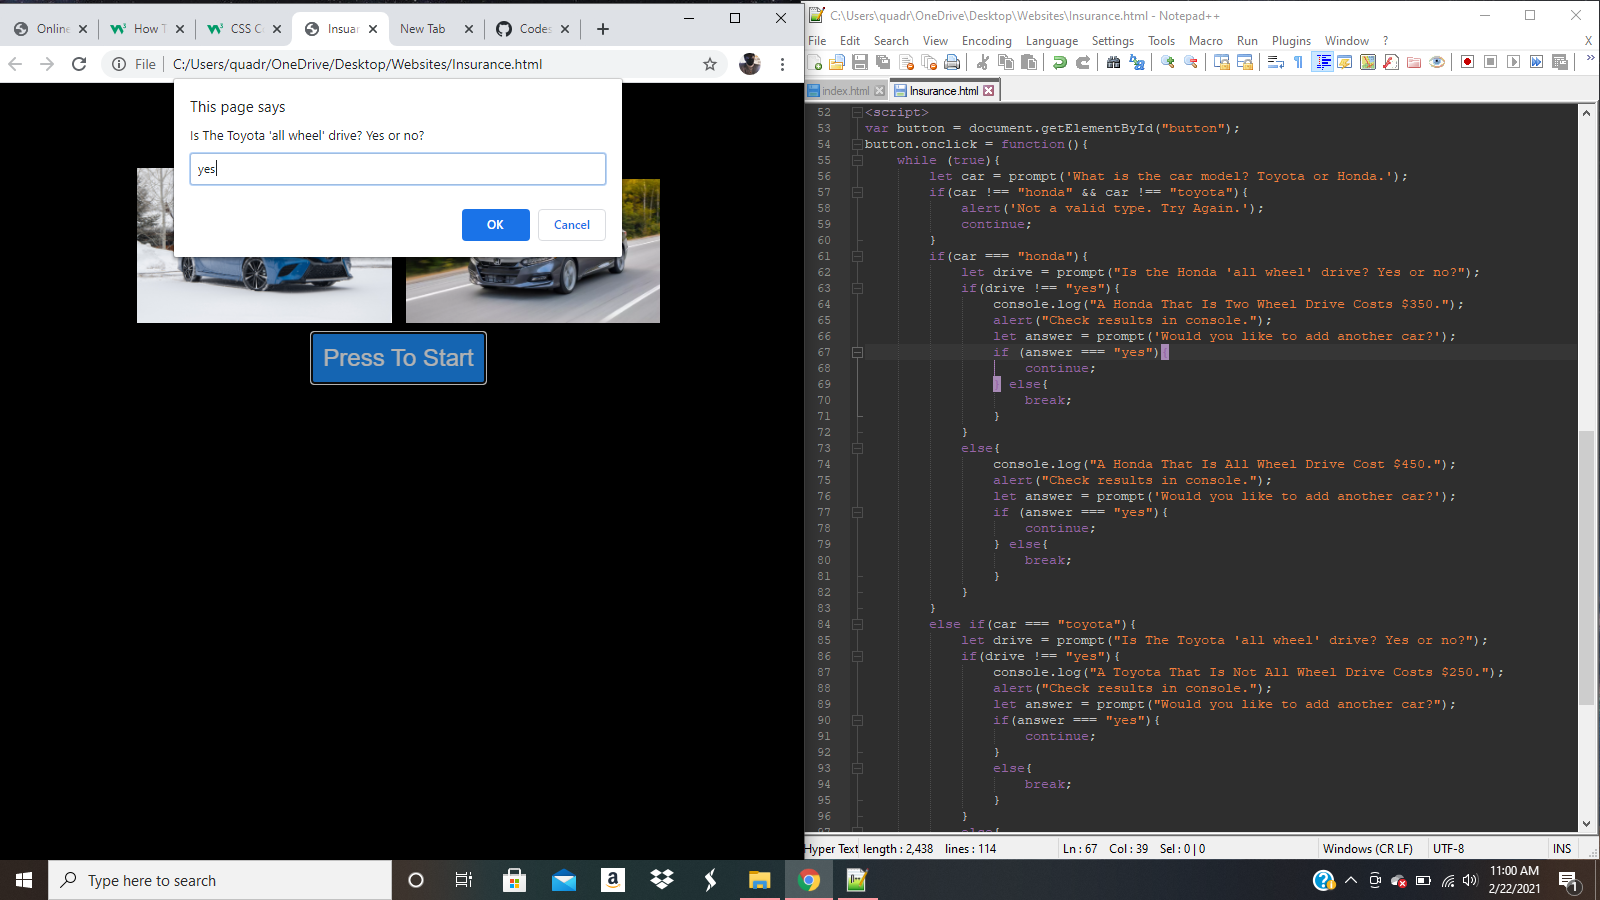 Online
How T
CSS C
Insuran
New Tab
Codes
File
C:/Users/quadr/OneDrive/Desktop/Websites/Insurance.html
This page says
Is The Toyota 'all wheel' drive? Yes or no?
yes
OK
Cancel
Press To Start
C:\Users\quadr\OneDrive\Desktop\Websites\Insurance.html - Notepad++
File Edit Search View Encoding Language Settings Tools Macro Run Plugins Window ? X
index.html Insurance.html
52 <script>
53 var button = document.getElementById("button");
54 button.onclick = function(){
55 while (true){
56 let car = prompt('What is the car model? Toyota or Honda.');
57 if(car !== "honda" && car !== "toyota"){
58 alert('Not a valid type. Try Again.');
59 continue;
60 }
61 if(car === "honda"){
62 let drive = prompt("Is the Honda 'all wheel' drive? Yes or no?");
63 if(drive !== "yes"){
64 console.log("A Honda That Is Two Wheel Drive Costs $350.");
65 alert("Check results in console.");
66 let answer = prompt('Would you like to add another car?');
67 if (answer === "yes"){
68 continue;
69 } else{
70 break;
71 }
72 }
73 else{
74 console.log("A Honda That Is All Wheel Drive Cost $450.");
75 alert("Check results in console.");
76 let answer = prompt('Would you like to add another car?');
77 if (answer === "yes"){
78 continue;
79 } else{
80 break;
81 }
82 }
83 }
84 else if(car === "toyota"){
85 let drive = prompt("Is The Toyota 'all wheel' drive? Yes or no?");
86 if(drive !== "yes"){
87 console.log("A Toyota That Is Not All Wheel Drive Costs $250.");
88 alert("Check results in console.");
89 let answer = prompt("Would you like to add another car?");
90 if(answer === "yes"){
91 continue;
92 }
93 else{
94 break;
95 }
96 }
97 else{
Hyper Text length : 2,438 lines : 114 Ln : 67 Col : 39 Sel : 0 | 0 Windows (CR LF) UTF-8 INS
Type here to search
11:00 AM
2/22/2021
1